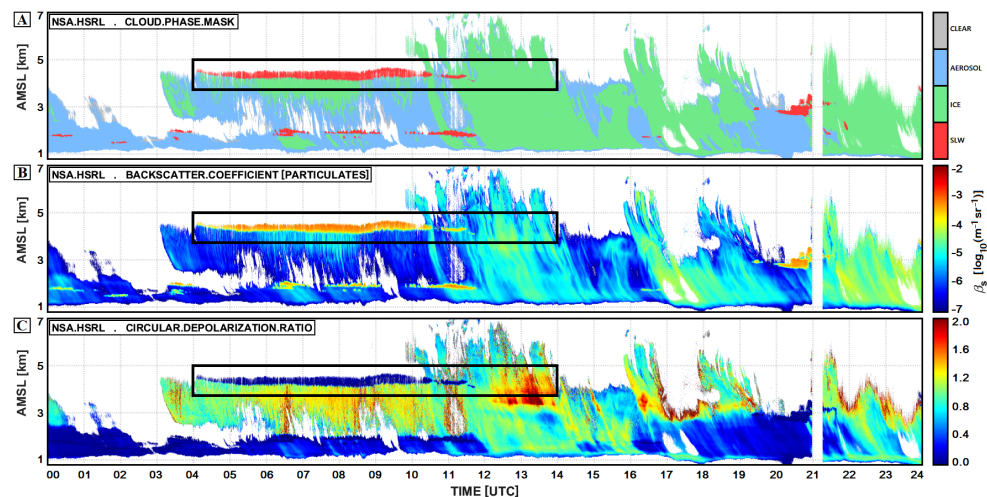 A NSA.HSRL . CLOUD.PHASE.MASK
AMSL [km]
7
5
3
1
CLEAR
AEROSOL
ICE
SLW
B NSA.HSRL . BACKSCATTER.COEFFICIENT [PARTICULATES]
AMSL [km]
7
5
3
1
-2
-3
-4
-5
-6
-7
βs [log10(m-1 sr-1)]
C NSA.HSRL . CIRCULAR.DEPOLARIZATION.RATIO
AMSL [km]
7
5
3
1
2.0
1.6
1.2
0.8
0.4
0.0
00 01 02 03 04 05 06 07 08 09 10 11 12 13 14 15 16 17 18 19 20 21 22 23 24
TIME [UTC]